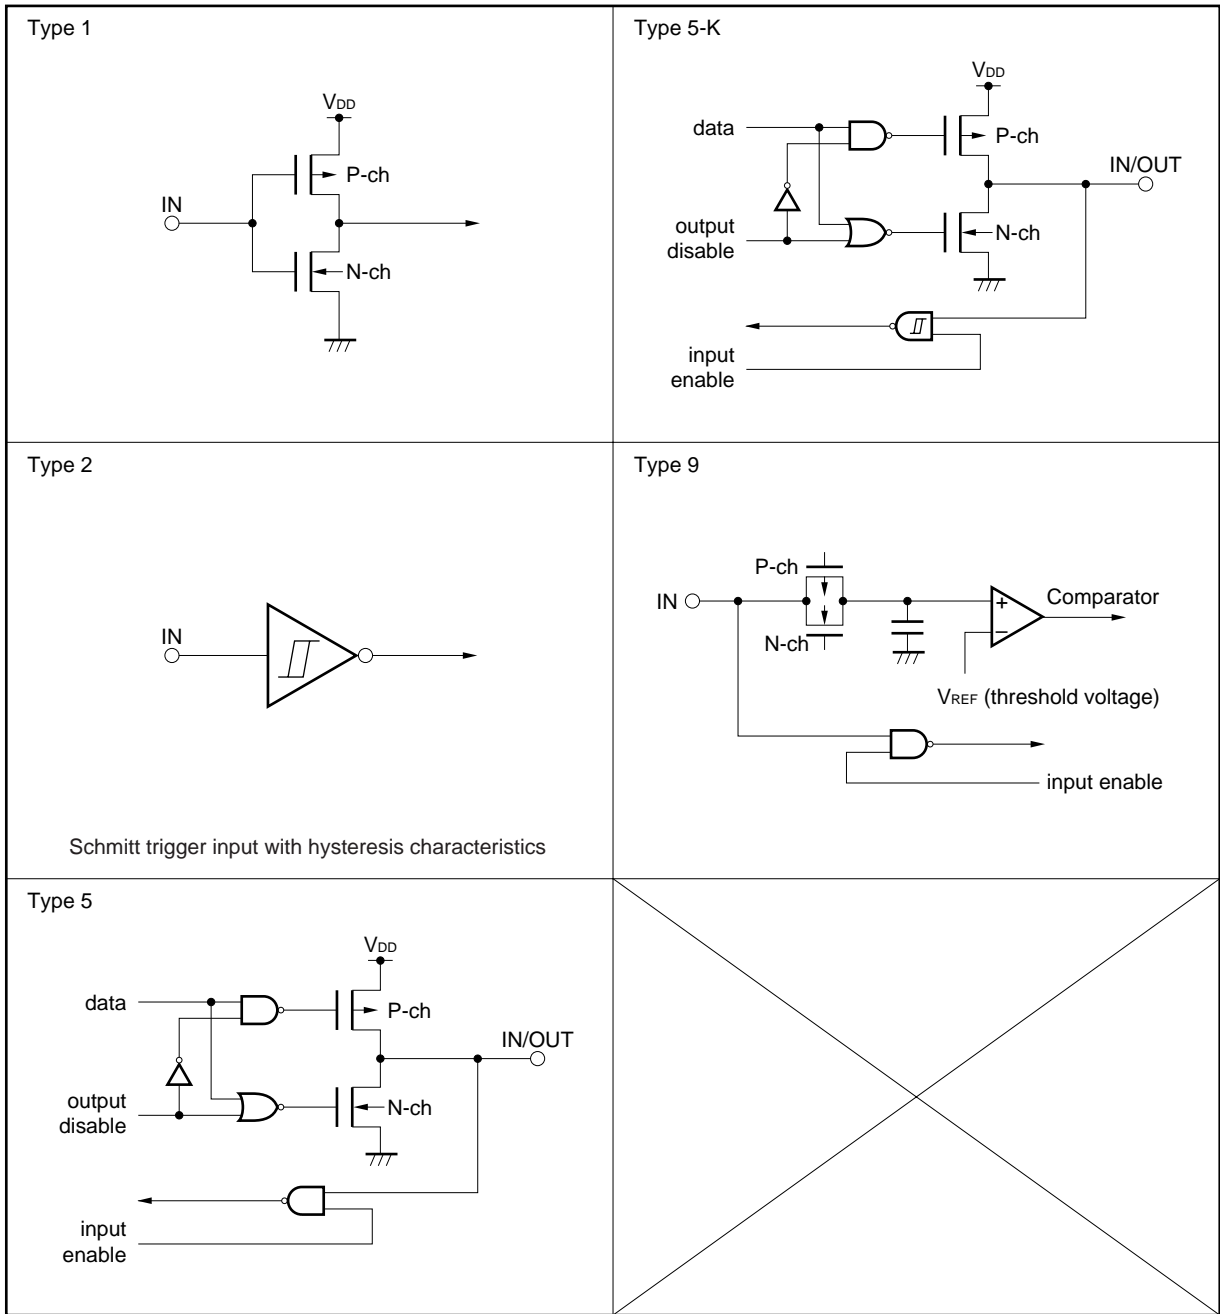 Type 1
VDD
P-ch
IN
N-ch
Type 5-K
VDD
data
P-ch
IN/OUT
output
disable
N-ch
input
enable
Type 2
IN
Schmitt trigger input with hysteresis characteristics
Type 9
P-ch
IN
N-ch
+
−
Comparator
VREF (threshold voltage)
input enable
Type 5
VDD
data
P-ch
IN/OUT
output
disable
N-ch
input
enable